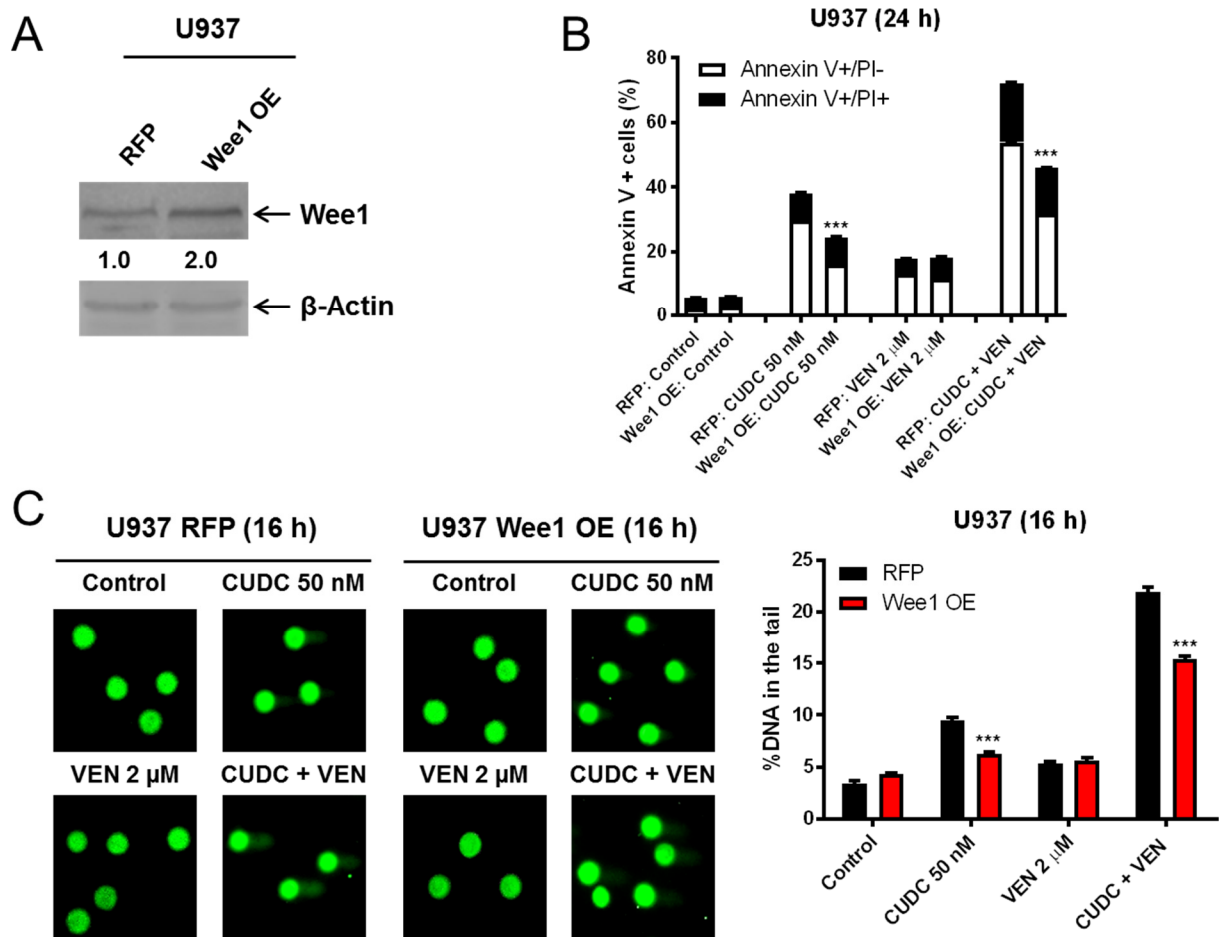 A
U937
RFP
Wee1 OE
Wee1
1.0 2.0
β-Actin
B
U937 (24 h)
Annexin V + cells (%)
80
60
40
20
0
Annexin V+/PI-
Annexin V+/PI+
***
***
RFP: Control
Wee1 OE: Control
RFP: CUDC 50 nM
Wee1 OE: CUDC 50 nM
RFP: VEN 2 μM
Wee1 OE: VEN 2 μM
RFP: CUDC + VEN
Wee1 OE: CUDC + VEN
C
U937 RFP (16 h)
Control
CUDC 50 nM
VEN 2 μM
CUDC + VEN
U937 Wee1 OE (16 h)
Control
CUDC 50 nM
VEN 2 μM
CUDC + VEN
U937 (16 h)
%DNA in the tail
25
20
15
10
5
0
RFP
Wee1 OE
***
***
Control
CUDC 50 nM
VEN 2 μM
CUDC + VEN